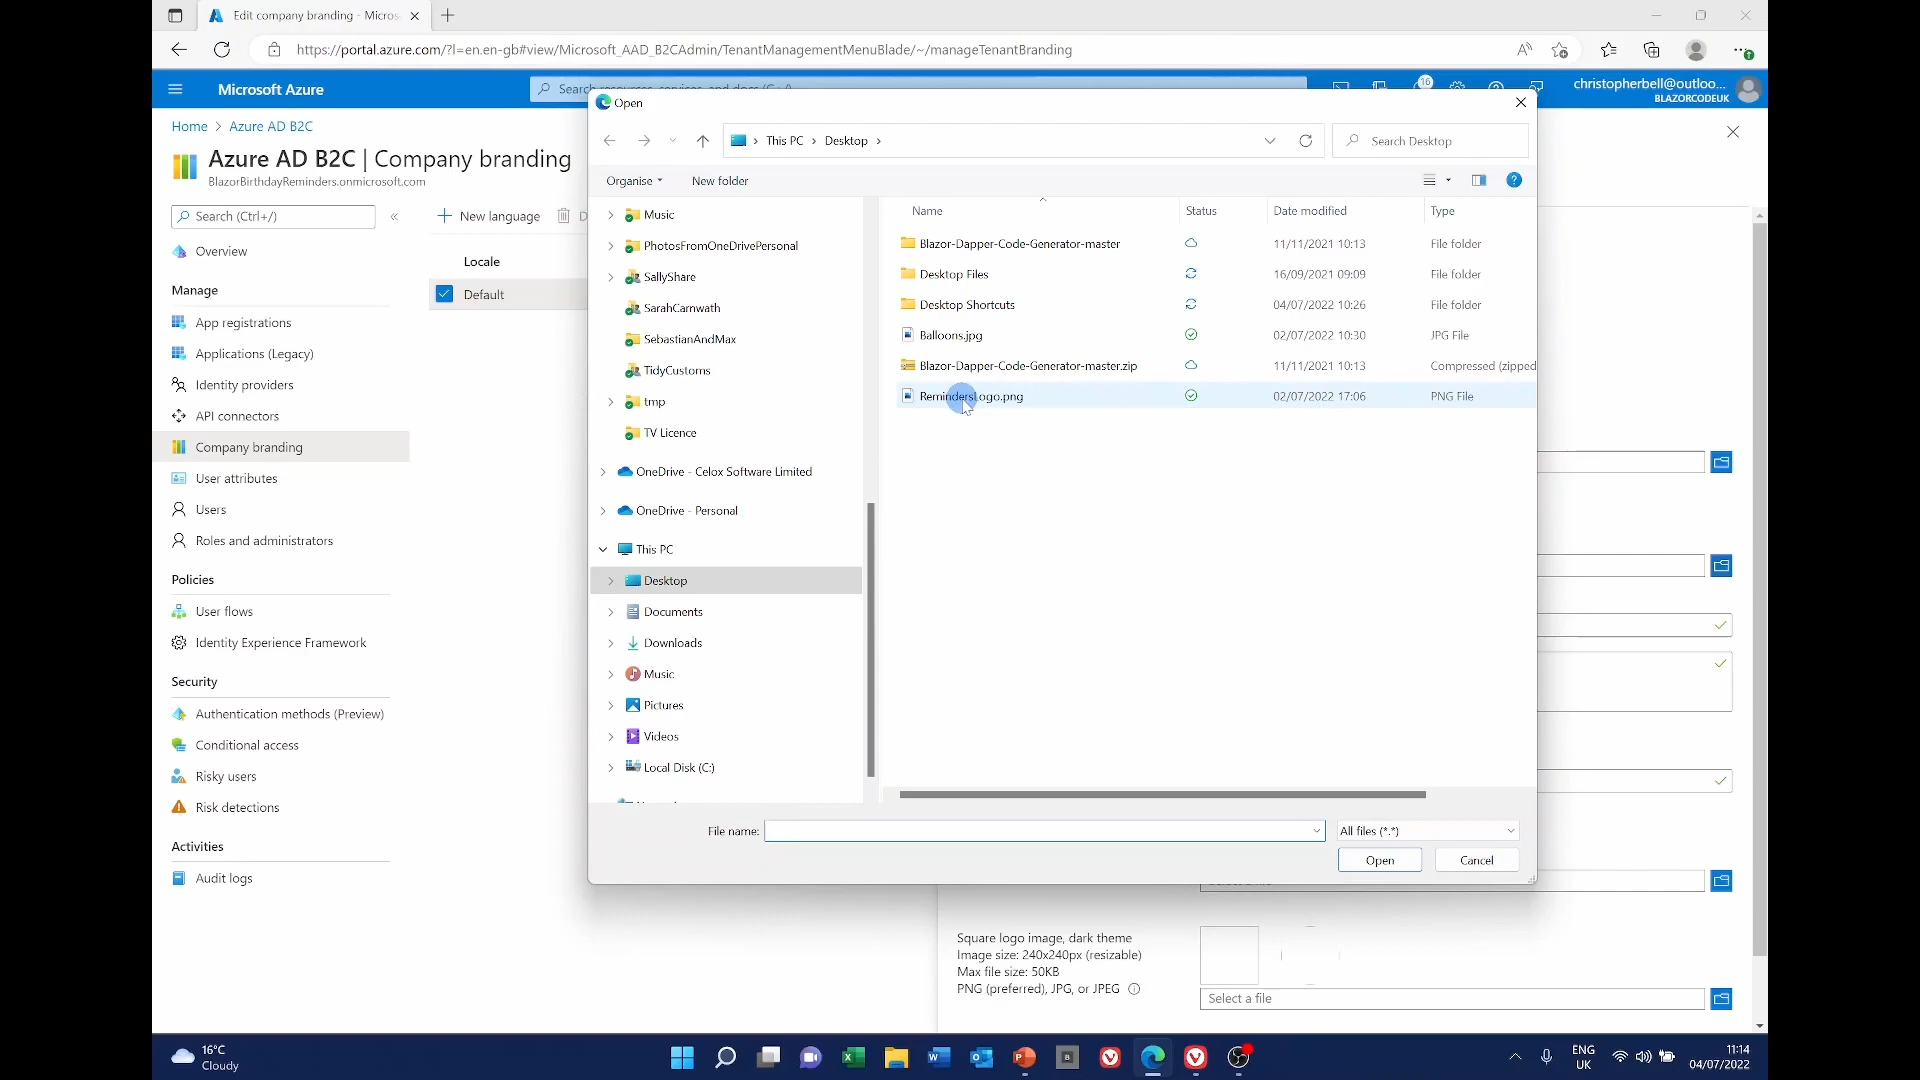 Edit company branding - Micros
https://portal.azure.com/?l=en.en-gb#view/Microsoft_AAD_B2CAdmin/TenantManagementMenuBlade/~/manageTenantBranding
Microsoft Azure
Search resources, services, and docs (G+/)
16
christopherbell@outloo...
BLAZORCODEUK
Home > Azure AD B2C
Azure AD B2C | Company branding
BlazorBirthdayReminders.onmicrosoft.com
Search (Ctrl+/)
«
New language
D
Overview
Locale
Default
Manage
App registrations
Applications (Legacy)
Identity providers
API connectors
Company branding
User attributes
Users
Roles and administrators
Policies
User flows
Identity Experience Framework
Security
Authentication methods (Preview)
Conditional access
Risky users
Risk detections
Activities
Audit logs
Open
This PC > Desktop >
Search Desktop
Organise
New folder
Music
PhotosFromOneDrivePersonal
SallyShare
SarahCarnwath
SebastianAndMax
TidyCustoms
tmp
TV Licence
OneDrive - Celox Software Limited
OneDrive - Personal
This PC
Desktop
Documents
Downloads
Music
Pictures
Videos
Local Disk (C:)
Name Status Date modified Type
Blazor-Dapper-Code-Generator-master 11/11/2021 10:13 File folder
Desktop Files 16/09/2021 09:09 File folder
Desktop Shortcuts 04/07/2022 10:26 File folder
Balloons.jpg 02/07/2022 10:30 JPG File
Blazor-Dapper-Code-Generator-master.zip 11/11/2021 10:13 Compressed (zipped
RemindersLogo.png 02/07/2022 17:06 PNG File
File name:
All files (*.*)
Open
Cancel
Square logo image, dark theme
Image size: 240x240px (resizable)
Max file size: 50KB
PNG (preferred), JPG, or JPEG
Select a file
16°C
Cloudy
ENG
UK
11:14
04/07/2022